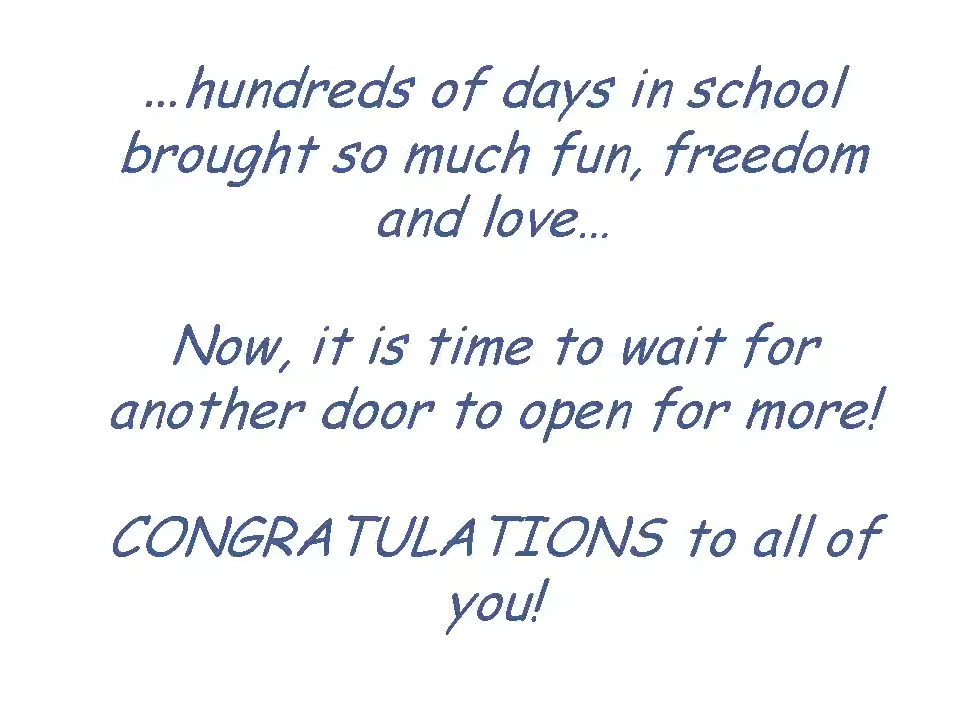 …hundreds of days in school
brought so much fun, freedom
and love…
Now, it is time to wait for
another door to open for more!
CONGRATULATIONS to all of
you!